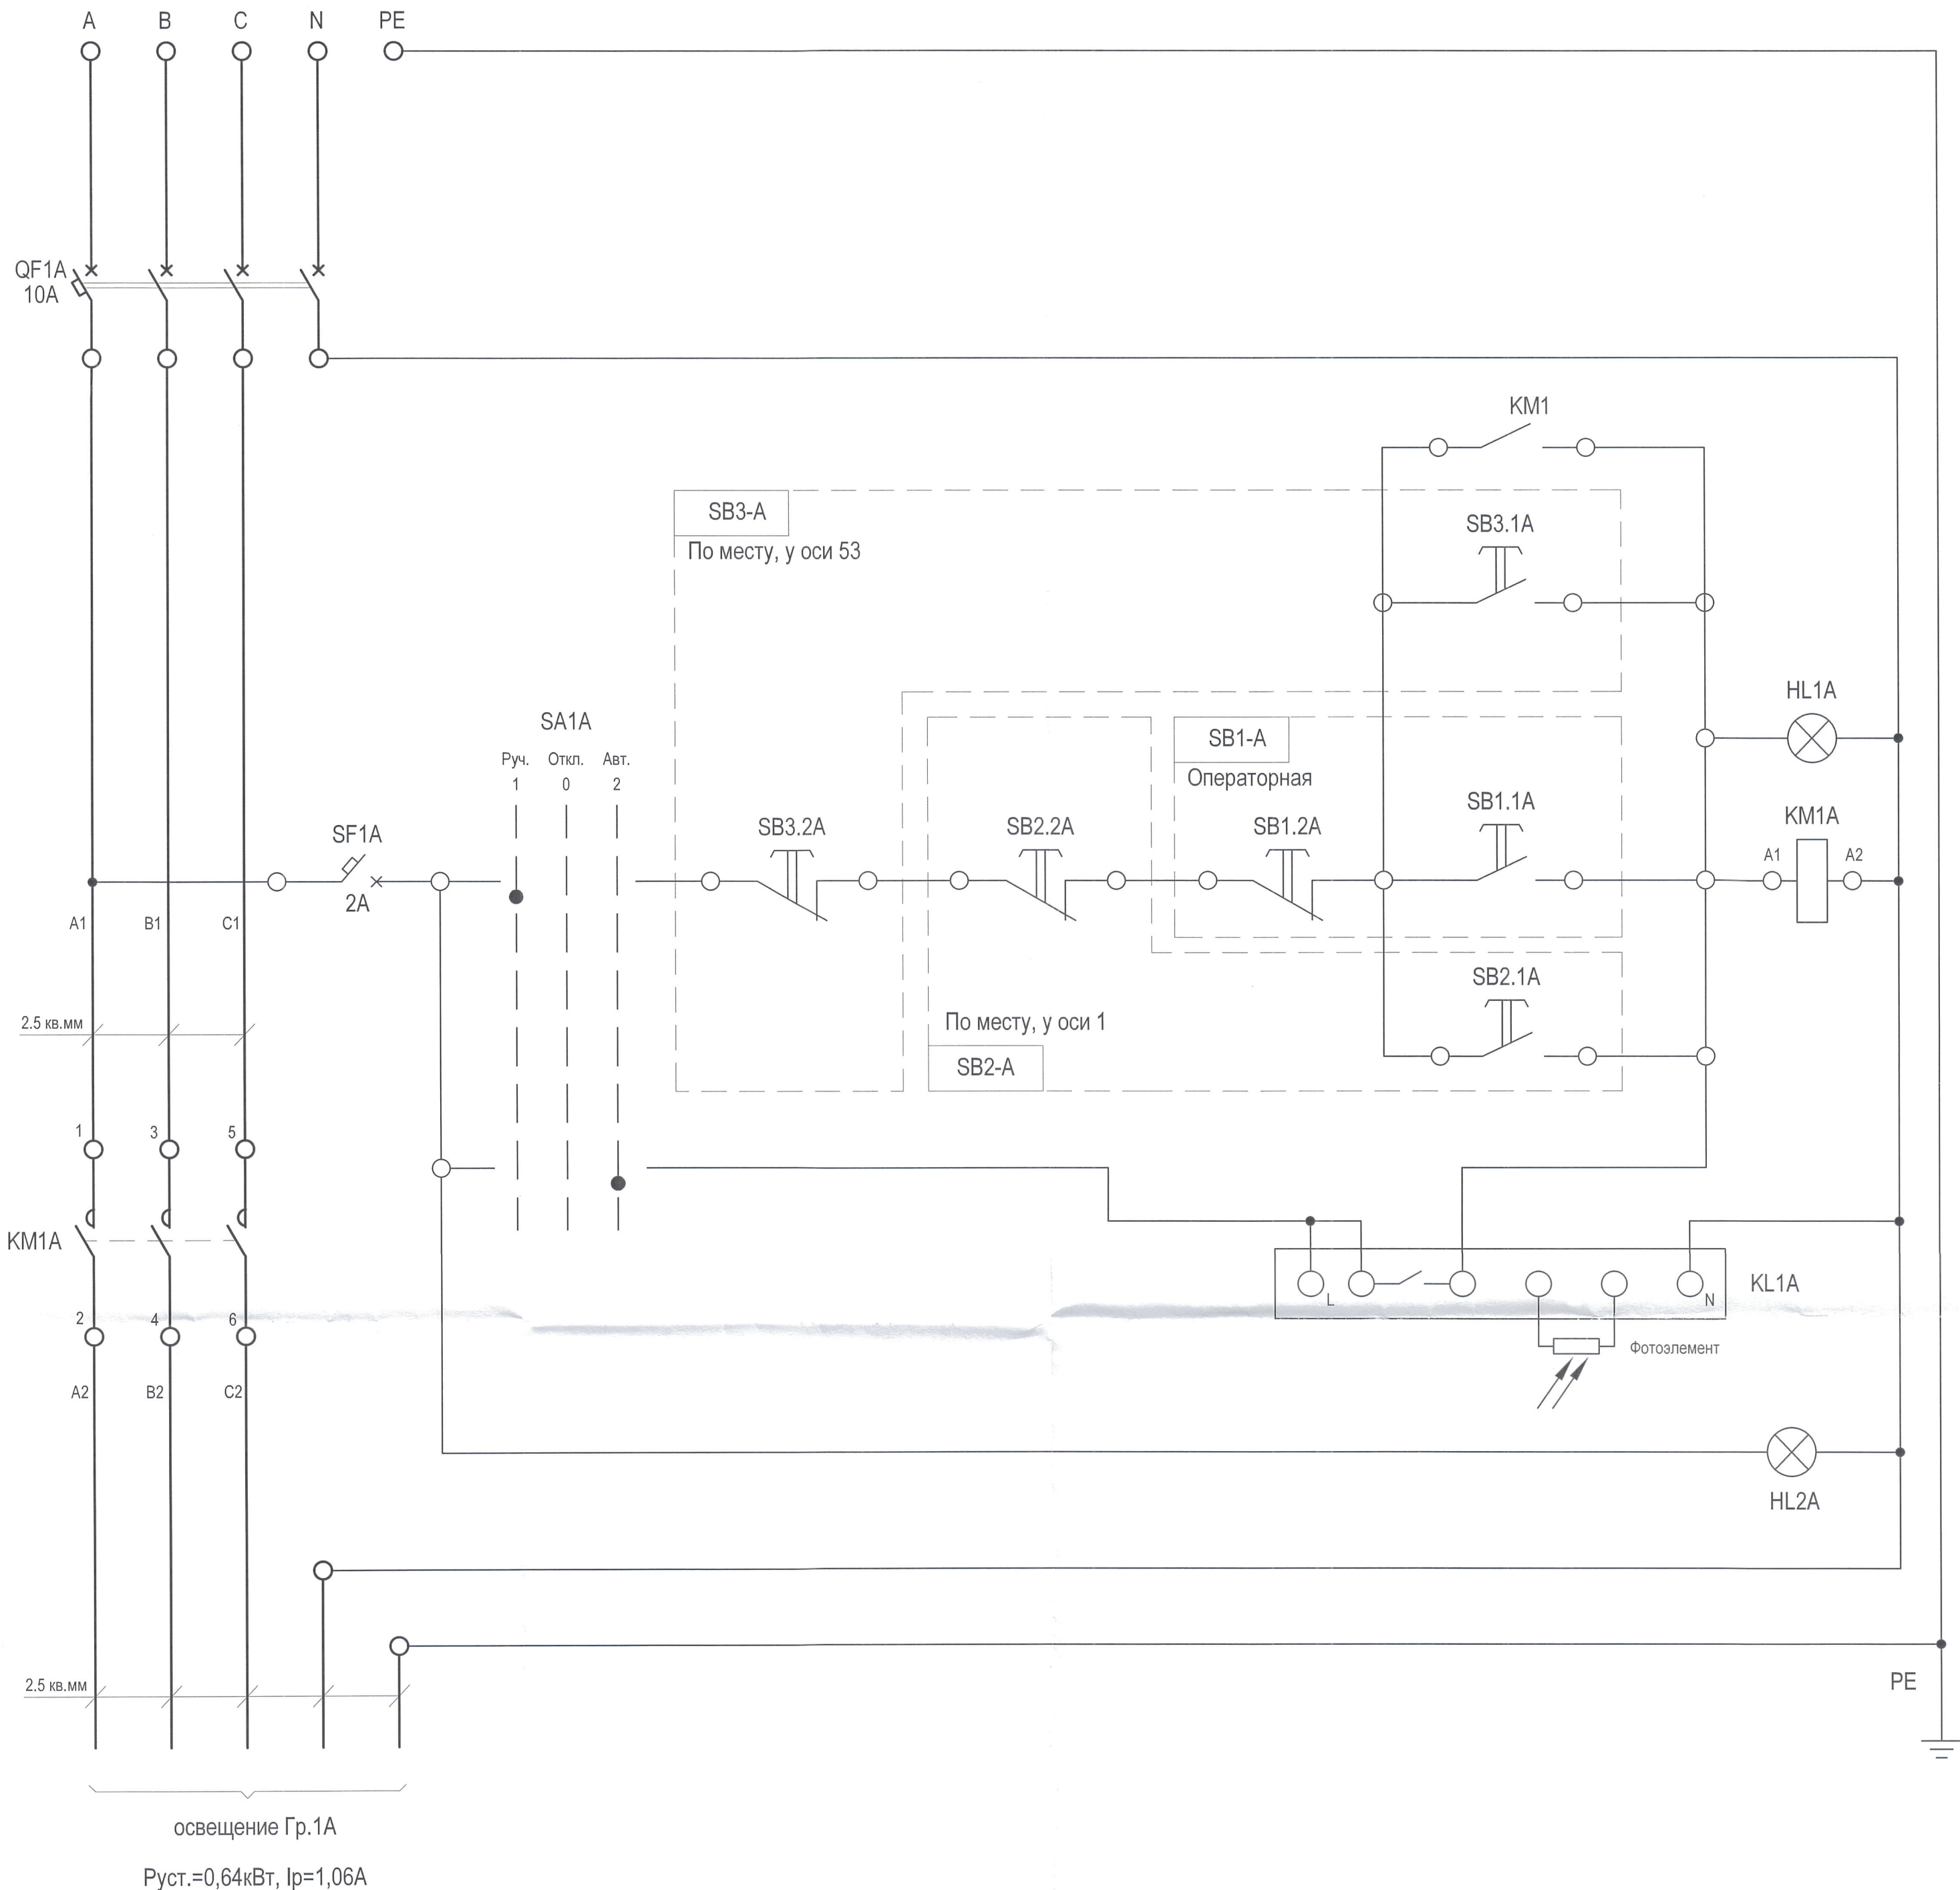 A B C N PE
QF1A
10A
KM1
SB3-A
SB3.1A
По месту, у оси 53
HL1A
SA1A
SB1-A
Руч. Откл. Авт.
1 0 2
Операторная
SB3.2A SB2.2A SB1.2A SB1.1A KM1A
SF1A
A1 A2
2A
A1 B1 C1
SB2.1A
По месту, у оси 1
2.5 кв.мм
SB2-A
1 3 5
KM1A
KL1A
L N
2 4 6
Фотоэлемент
A2 B2 C2
HL2A
2.5 кв.мм
PE
освещение Гр.1А
Руст.=0,64кВт, Iр=1,06А